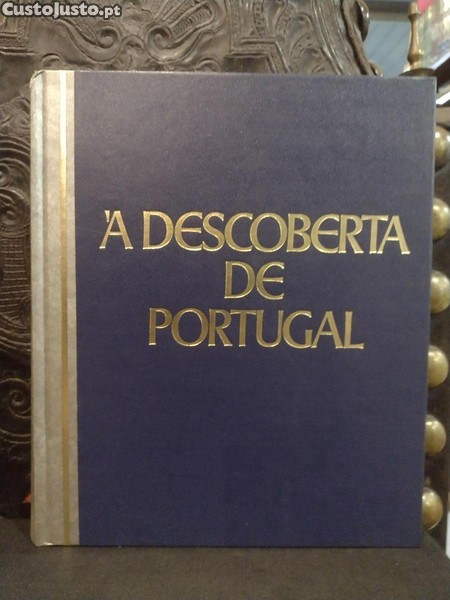 CustoJusto.pt
'A DESCOBERTA
DE
PORTUGAL